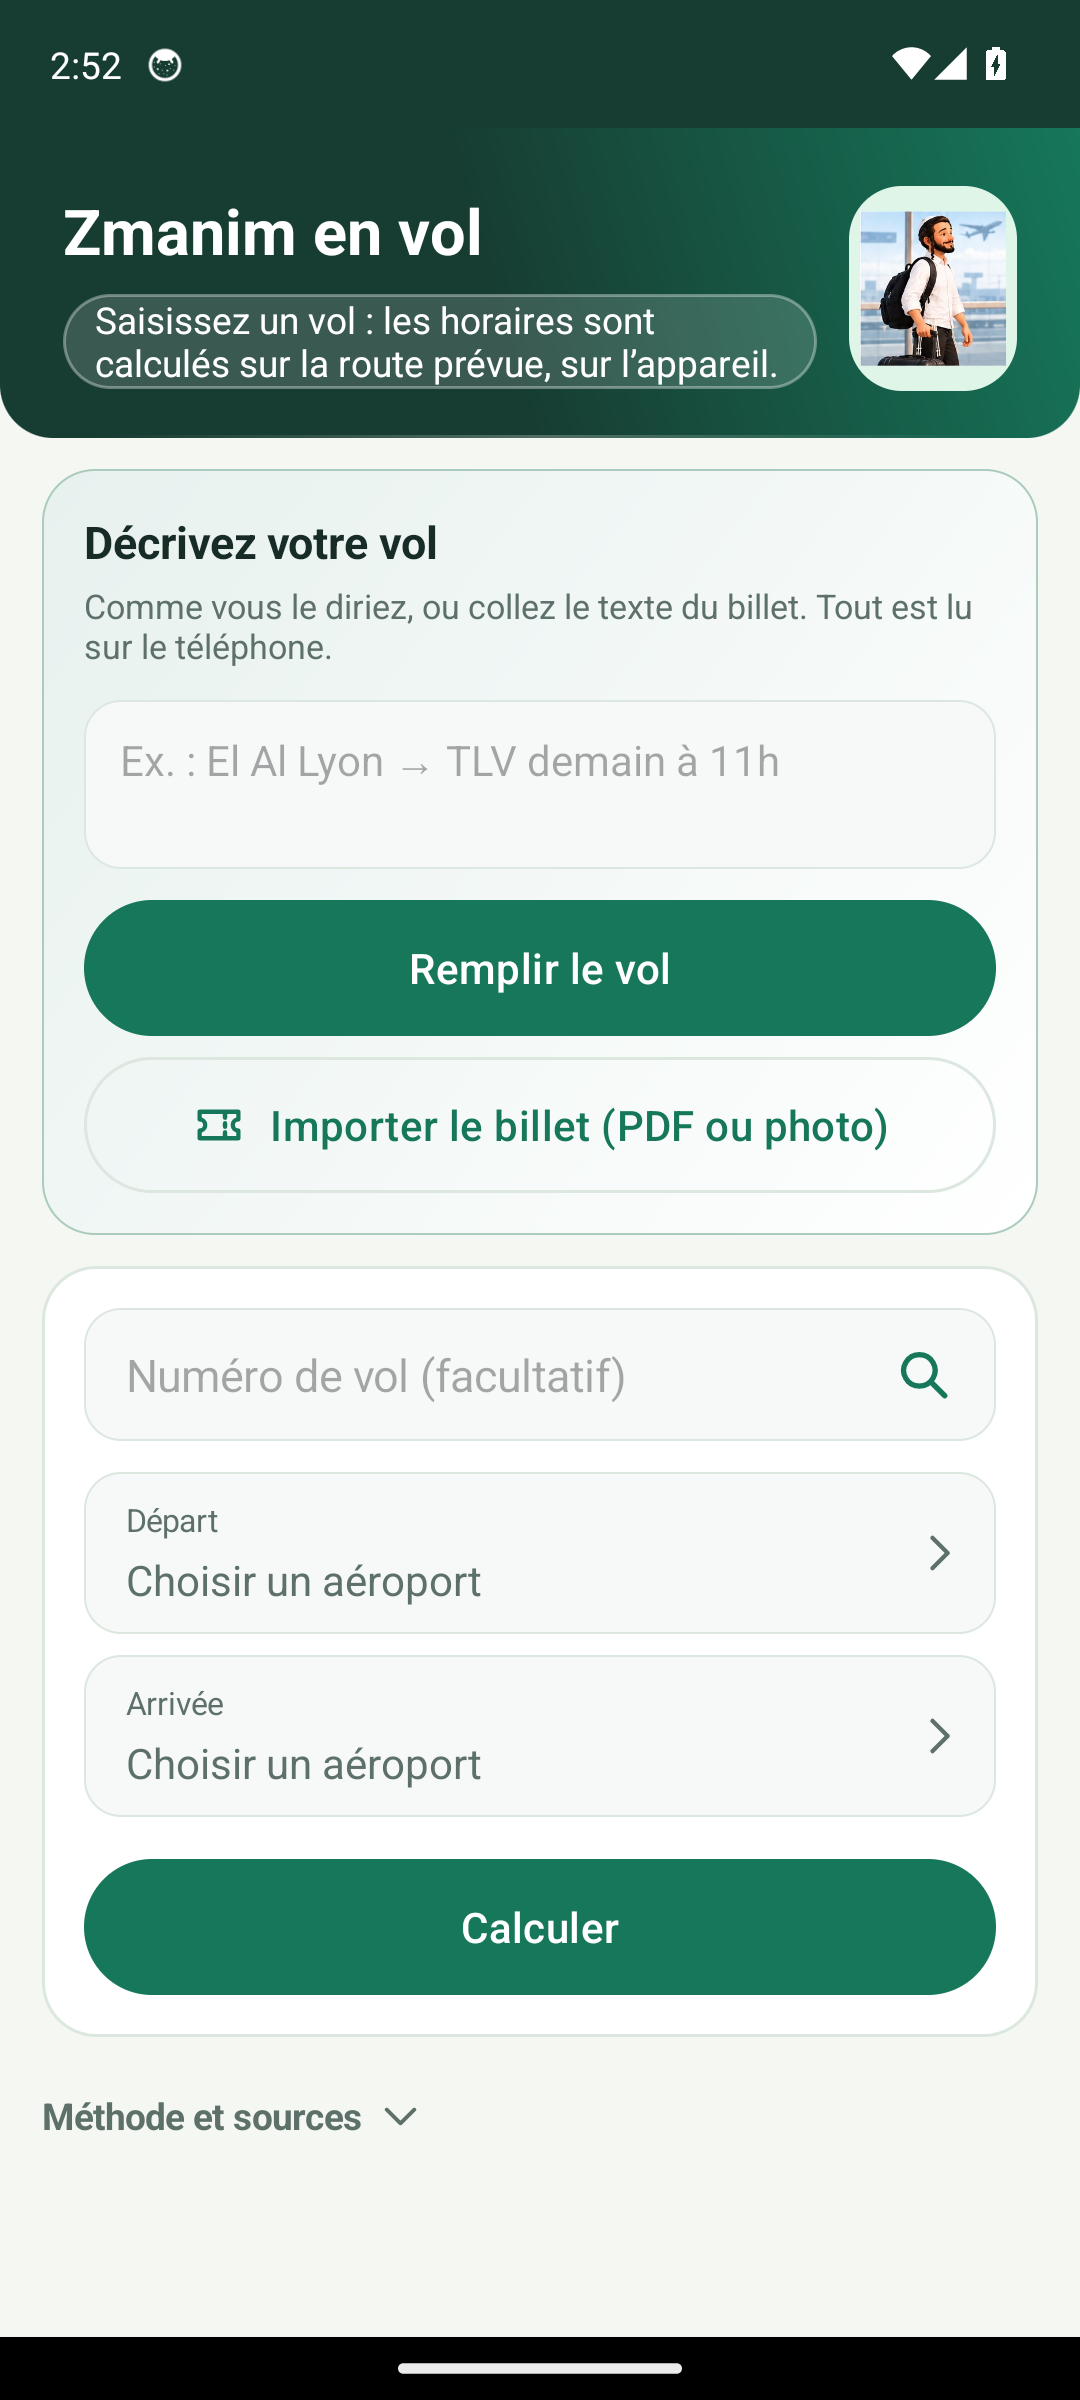 2:52
Zmanim en vol
Saisissez un vol : les horaires sont
calculés sur la route prévue, sur l’appareil.
Décrivez votre vol
Comme vous le diriez, ou collez le texte du billet. Tout est lu
sur le téléphone.
Ex. : El Al Lyon → TLV demain à 11h
Remplir le vol
Importer le billet (PDF ou photo)
Numéro de vol (facultatif)
Départ
Choisir un aéroport
Arrivée
Choisir un aéroport
Calculer
Méthode et sources